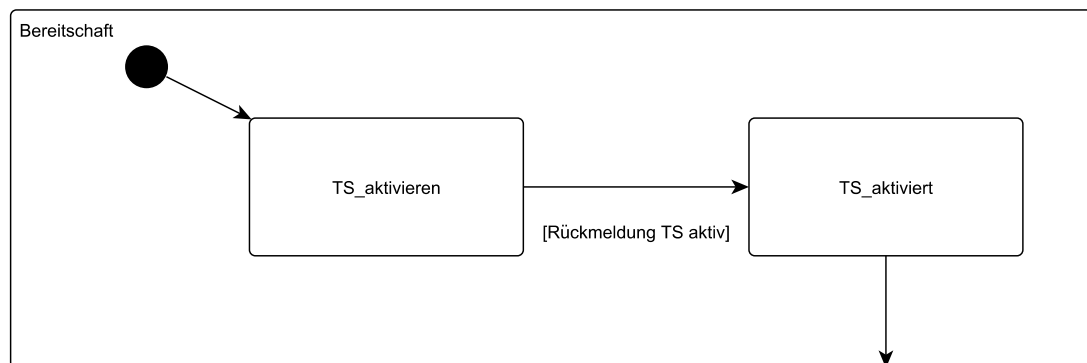 Bereitschaft
TS_aktivieren
TS_aktiviert
[Rückmeldung TS aktiv]